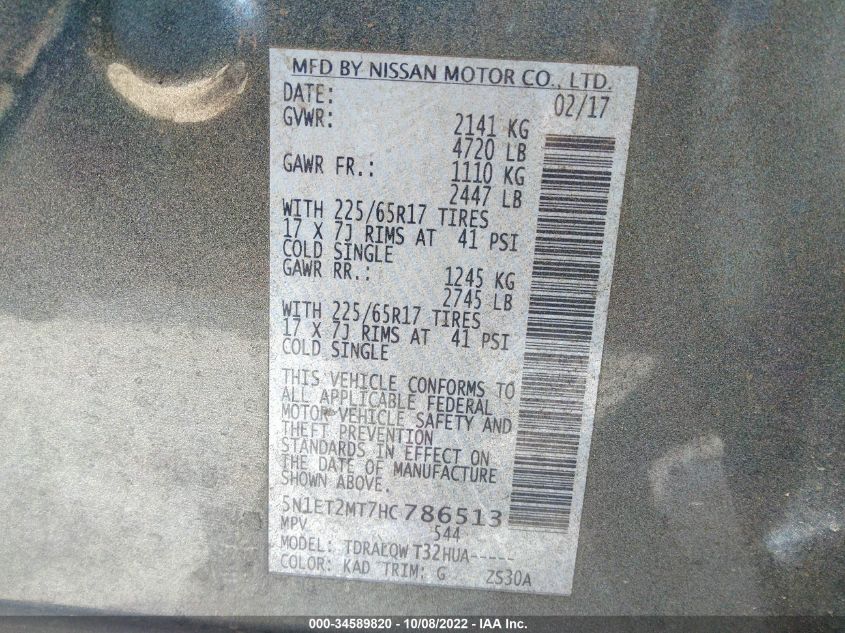 MFD BY NISSAN MOTOR CO., LTD.
DATE: 02/17
GVWR: 2141 KG
4720 LB
GAWR FR.: 1110 KG
2447 LB
WITH 225/65R17 TIRES
17 X 7J RIMS AT 41 PSI
COLD SINGLE
GAWR RR.: 1245 KG
2745 LB
WITH 225/65R17 TIRES
17 X 7J RIMS AT 41 PSI
COLD SINGLE
THIS VEHICLE CONFORMS TO
ALL APPLICABLE FEDERAL
MOTOR VEHICLE SAFETY AND
THEFT PREVENTION
STANDARDS IN EFFECT ON
THE DATE OF MANUFACTURE
SHOWN ABOVE.
5N1ET2MT7HC786513
MPV 544
MODEL: TDRALQW T32HUA-----
COLOR: KAD TRIM: G ZS30A
000-34589820 - 10/08/2022 - IAA Inc.